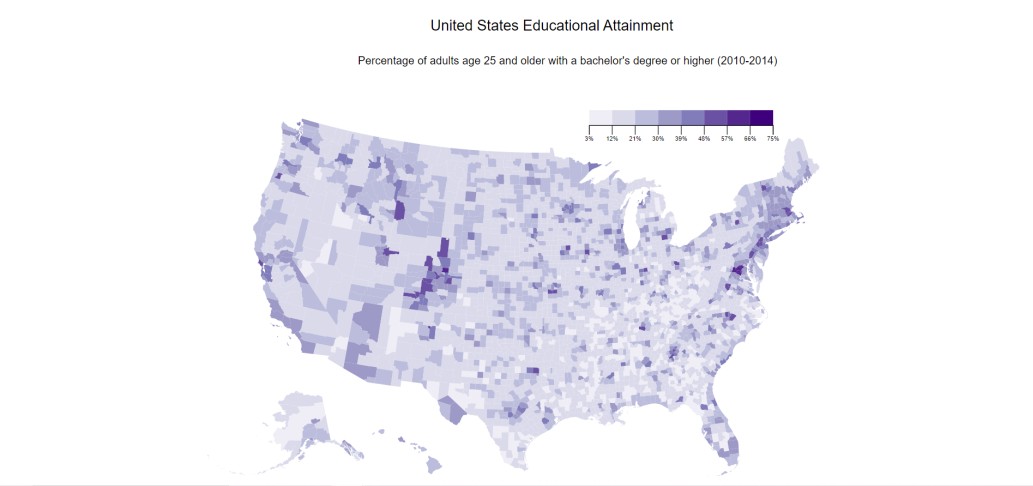 United States Educational Attainment
Percentage of adults age 25 and older with a bachelor's degree or higher (2010-2014)
3% 12% 21% 30% 39% 48% 57% 66% 75%